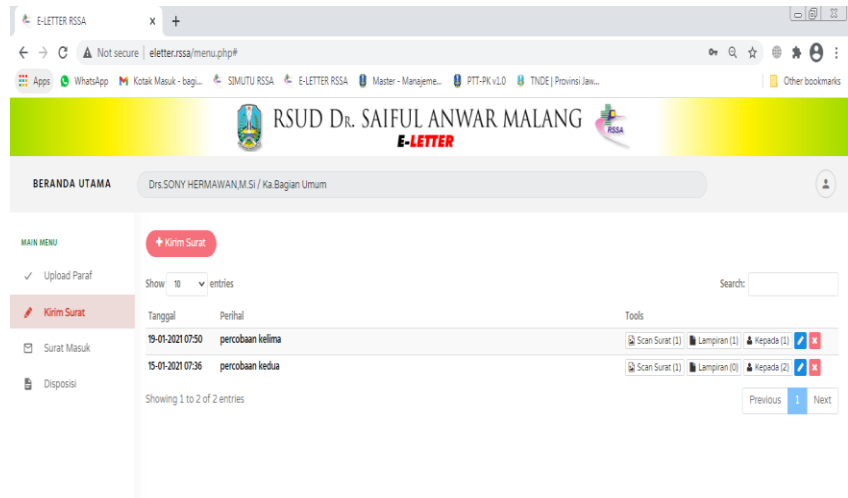 E-LETTER RSSA
Not secure | eletter.rssa/menu.php#
Apps WhatsApp Kotak Masuk - bagi... SIMUTU RSSA E-LETTER RSSA Master - Manajeme... PTT-PK v1.0 TNDE | Provinsi Jaw... Other bookmarks
RSUD DR. SAIFUL ANWAR MALANG
E-LETTER
RSSA
BERANDA UTAMA Drs.SONY HERMAWAN,M.Si / Ka.Bagian Umum
MAIN MENU
Upload Paraf
Kirim Surat
Surat Masuk
Disposisi
+ Kirim Surat
Show 10 entries Search:
Tanggal Perihal Tools
19-01-2021 07:50 percobaan kelima Scan Surat (1) Lampiran (1) Kepada (1)
15-01-2021 07:36 percobaan kedua Scan Surat (1) Lampiran (0) Kepada (2)
Showing 1 to 2 of 2 entries Previous 1 Next